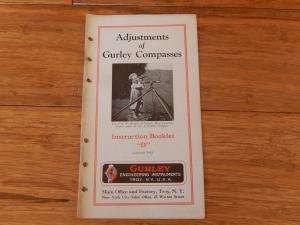 Adjustments
of
Gurley Compasses
Instruction Booklet
"D"
GURLEY
ENGINEERING INSTRUMENTS
TROY, N.Y., U.S.A.
Main Office and Factory, Troy, N. Y.
New York City Sales Office, 25 Warren Street